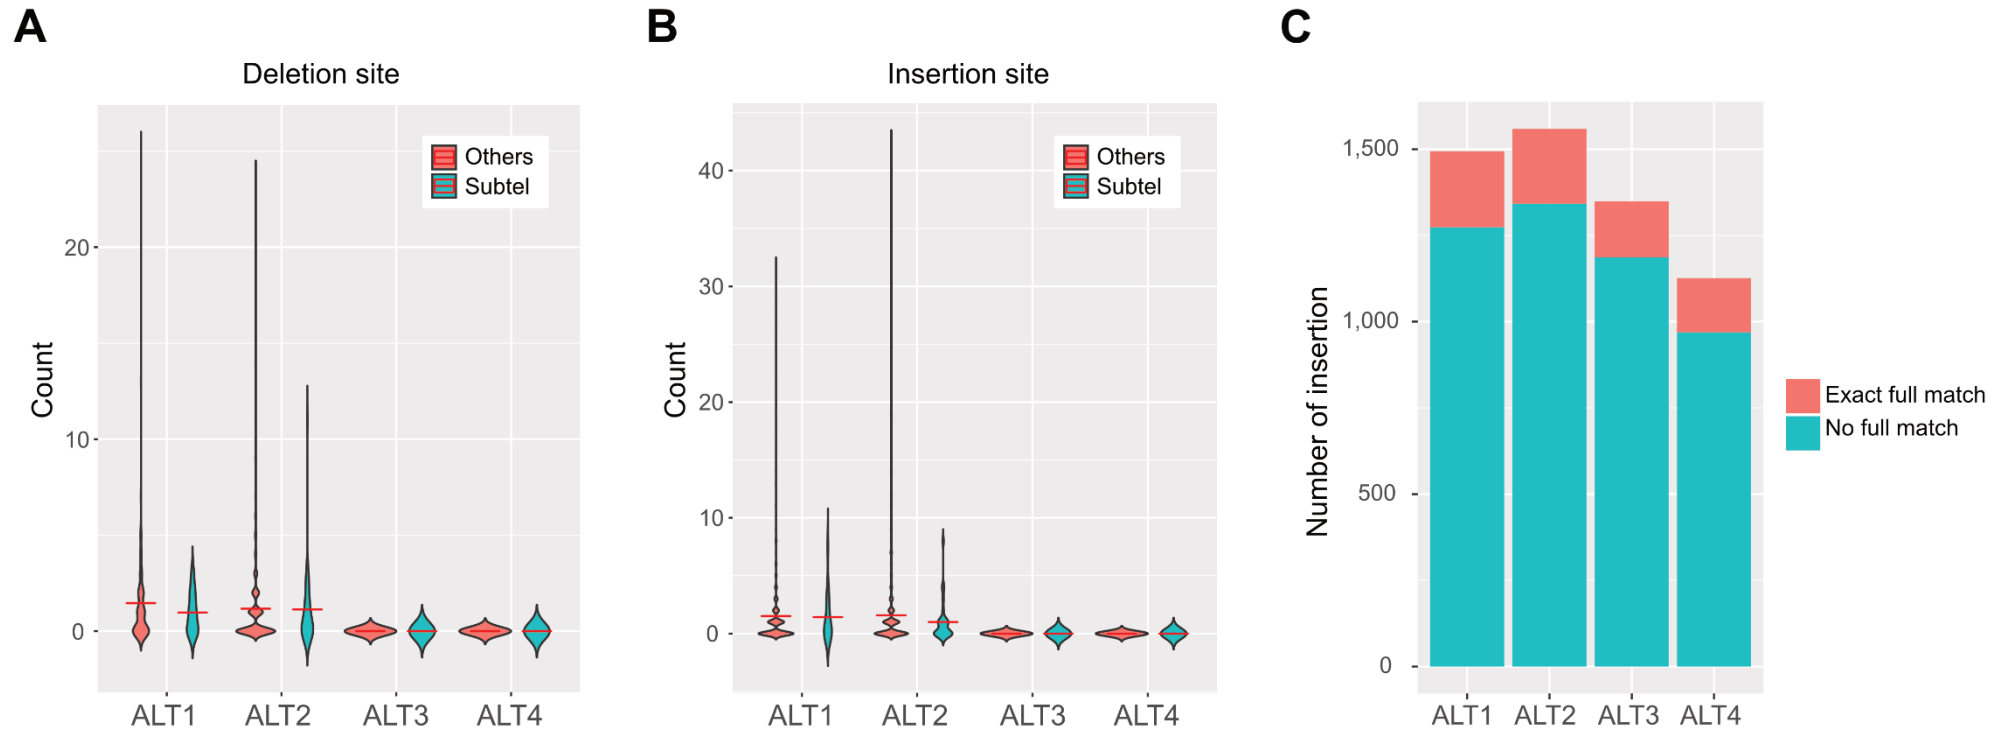 A
Deletion site
Others
Subtel
20
10
0
Count
ALT1 ALT2 ALT3 ALT4
B
Insertion site
Others
Subtel
40
30
20
10
0
Count
ALT1 ALT2 ALT3 ALT4
C
1,500
1,000
500
0
Number of insertion
ALT1 ALT2 ALT3 ALT4
Exact full match
No full match